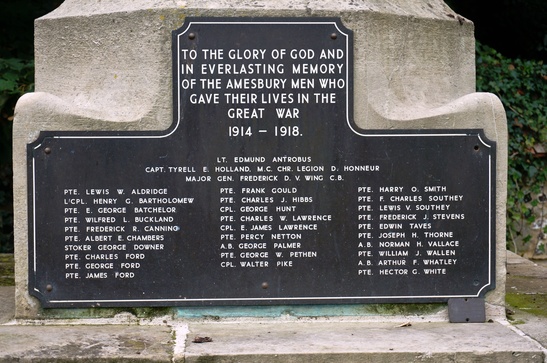 TO THE GLORY OF GOD AND
IN EVERLASTING MEMORY
OF THE AMESBURY MEN WHO
GAVE THEIR LIVES IN THE
GREAT WAR
1914 – 1918.
LT. EDMUND ANTROBUS
CAPT. TYRELL E. HOLLAND, M.C. CHR. LEGION D. HONNEUR
MAJOR GEN. FREDERICK D. V. WING C.B.
PTE. LEWIS W. ALDRIDGE
L'CPL. HENRY G. BARTHOLOMEW
PTE. E. GEORGE BATCHELOR
PTE. WILFRED L. BUCKLAND
PTE. FREDERICK R. CANNING
PTE. ALBERT E. CHAMBERS
STOKER GEORGE DOWNER
PTE. CHARLES FORD
PTE. GEORGE FORD
PTE. JAMES FORD
PTE. FRANK GOULD
PTE. CHARLES J. HIBBS
CPL. GEORGE HUNT
PTE. CHARLES W. LAWRENCE
CPL. E. JAMES LAWRENCE
PTE. PERCY NETTON
A.B. GEORGE PALMER
PTE. GEORGE W. PETHEN
CPL. WALTER PIKE
PTE. HARRY O. SMITH
PTE. F. CHARLES SOUTHEY
PTE. LEWIS V. SOUTHEY
PTE. FREDERICK J. STEVENS
PTE. EDWIN TAVES
PTE. JOSEPH H. THORNE
A.B. NORMAN H. VALLACE
PTE. WILLIAM J. WALLEN
A.B. ARTHUR F. WHATLEY
PTE. HECTOR G. WHITE